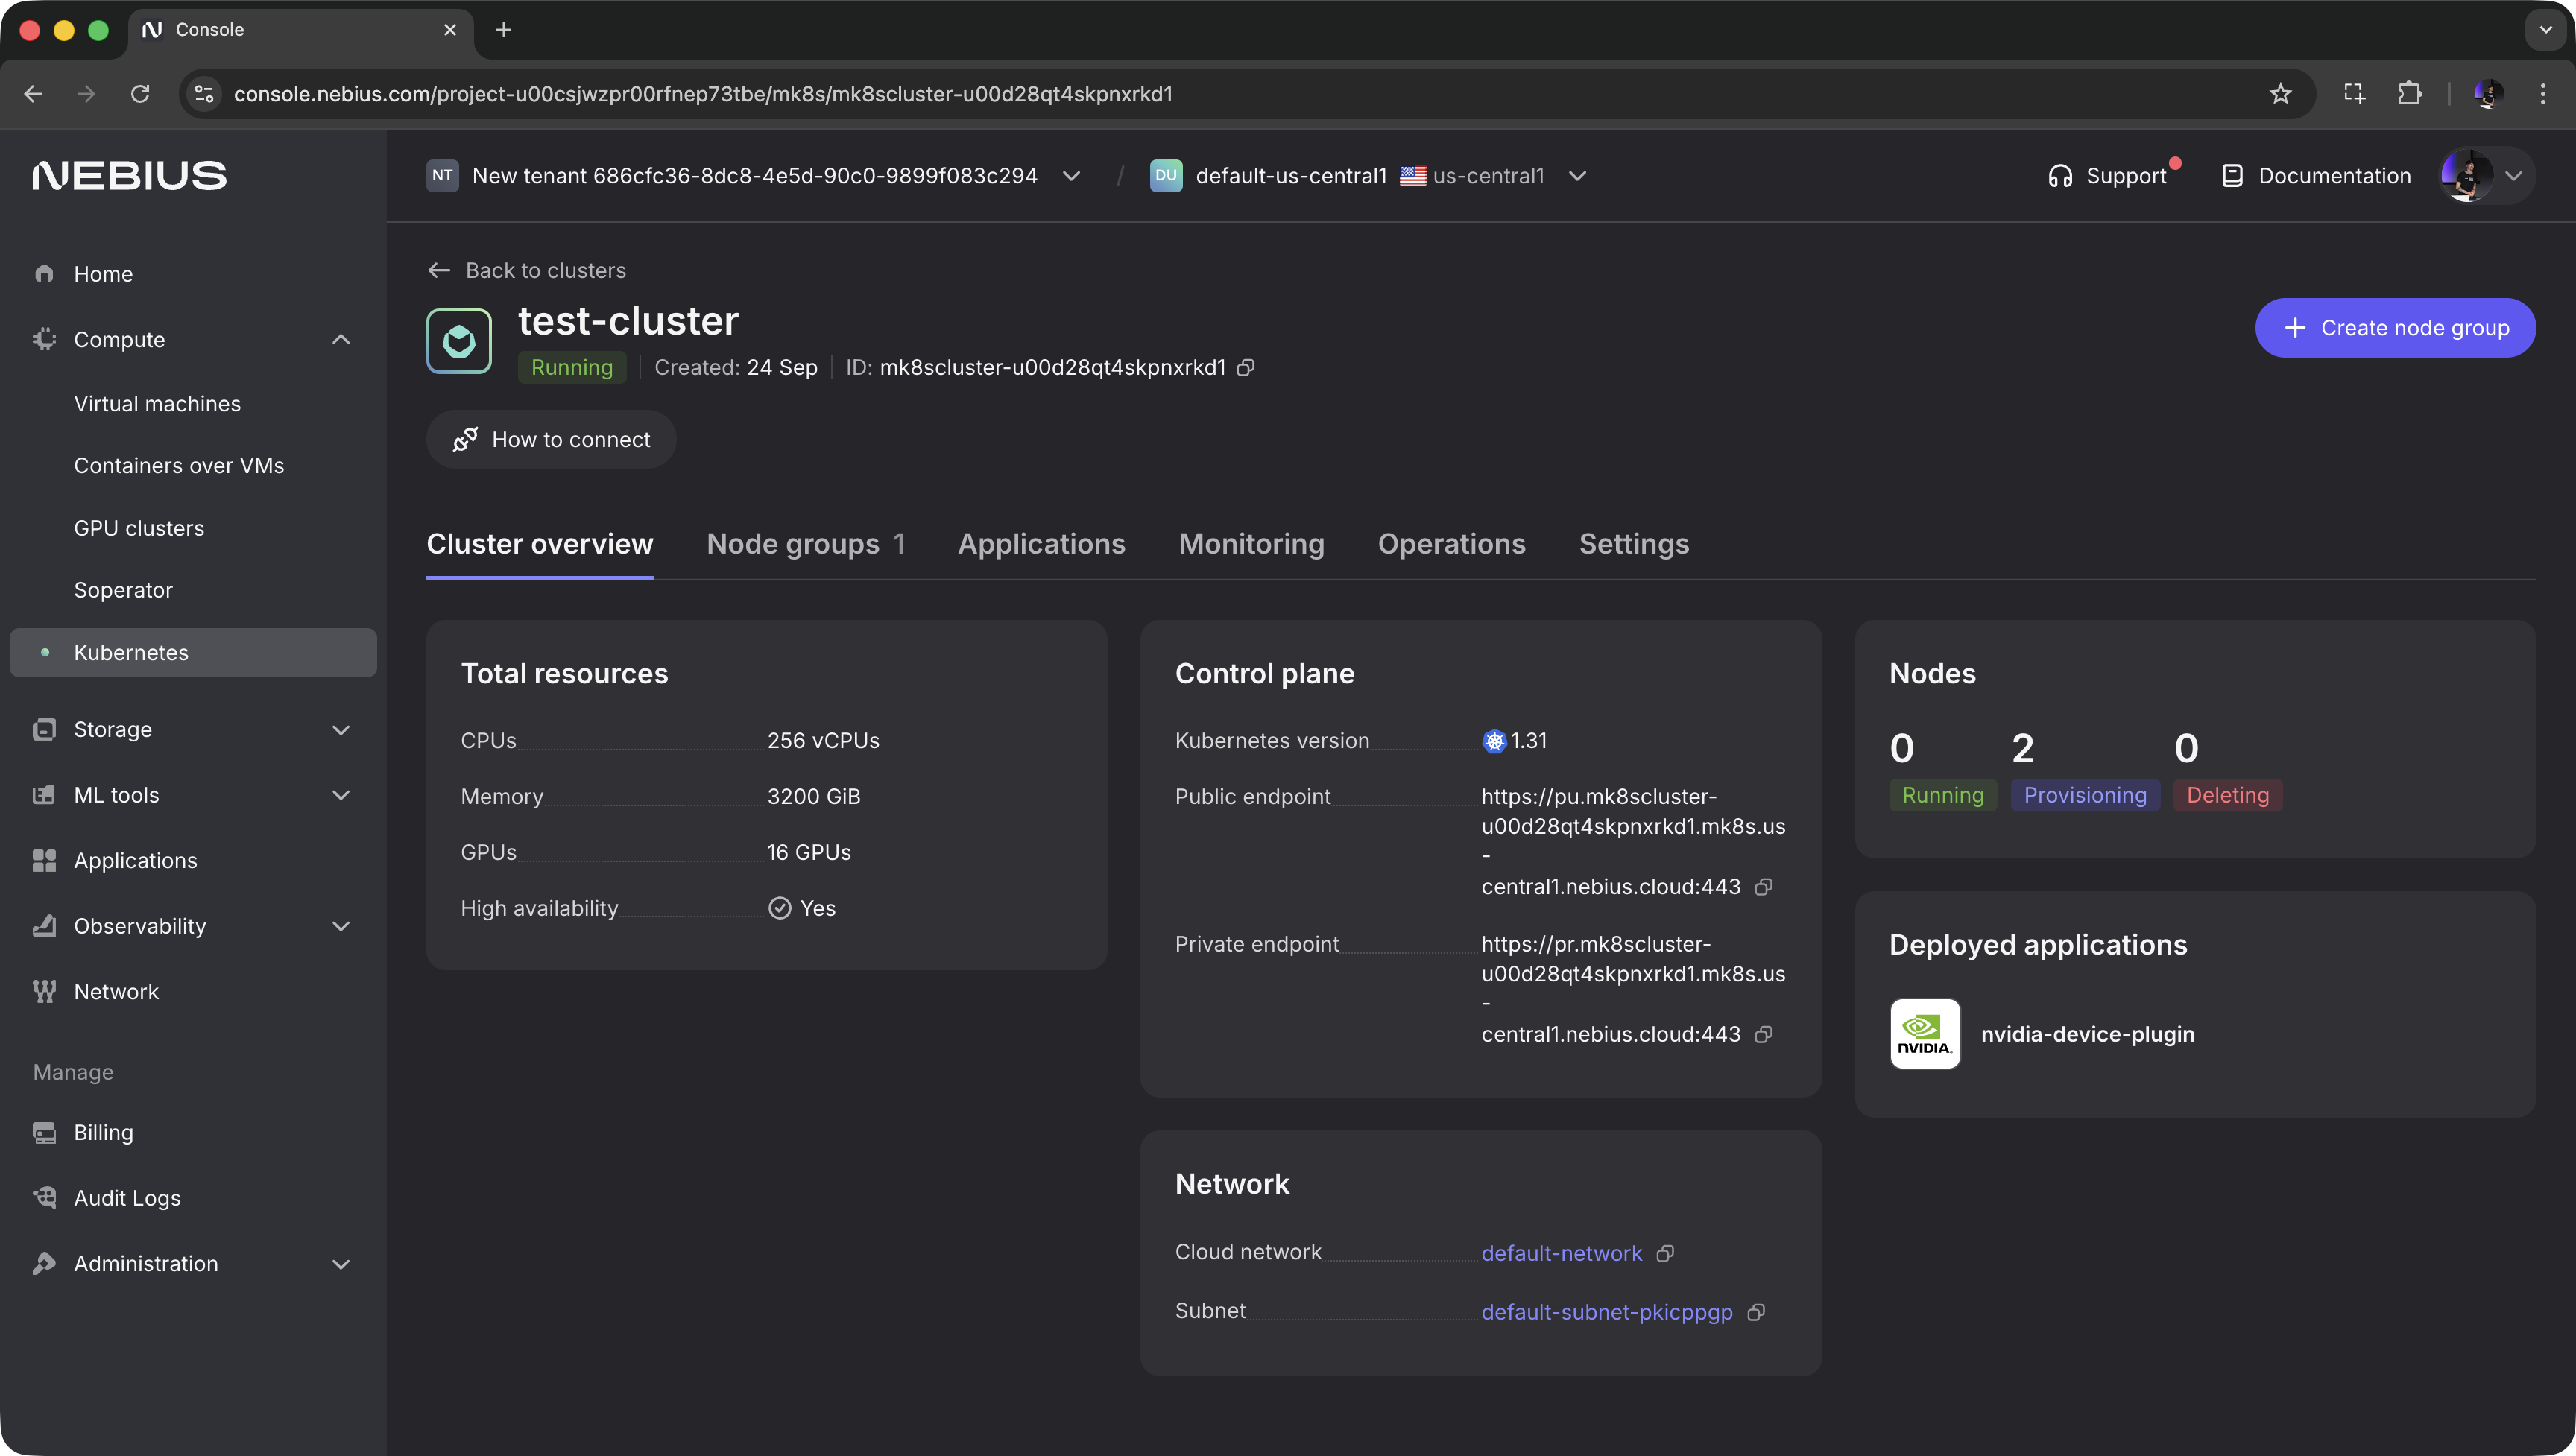 Console
console.nebius.com/project-u00csjwzpr00rfnep73tbe/mk8s/mk8scluster-u00d28qt4skpnxrkd1
NEBIUS
NT New tenant 686cfc36-8dc8-4e5d-90c0-9899f083c294 / DU default-us-central1 us-central1
Support
Documentation
Home
Compute
Virtual machines
Containers over VMs
GPU clusters
Soperator
Kubernetes
Storage
ML tools
Applications
Observability
Network
Manage
Billing
Audit Logs
Administration
Back to clusters
test-cluster
Running Created: 24 Sep ID: mk8scluster-u00d28qt4skpnxrkd1
Create node group
How to connect
Cluster overview Node groups 1 Applications Monitoring Operations Settings
Total resources
CPUs 256 vCPUs
Memory 3200 GiB
GPUs 16 GPUs
High availability Yes
Control plane
Kubernetes version 1.31
Public endpoint https://pu.mk8scluster-
u00d28qt4skpnxrkd1.mk8s.us
-
central1.nebius.cloud:443
Private endpoint https://pr.mk8scluster-
u00d28qt4skpnxrkd1.mk8s.us
-
central1.nebius.cloud:443
Network
Cloud network default-network
Subnet default-subnet-pkicppgp
Nodes
0 2 0
Running Provisioning Deleting
Deployed applications
NVIDIA.
nvidia-device-plugin